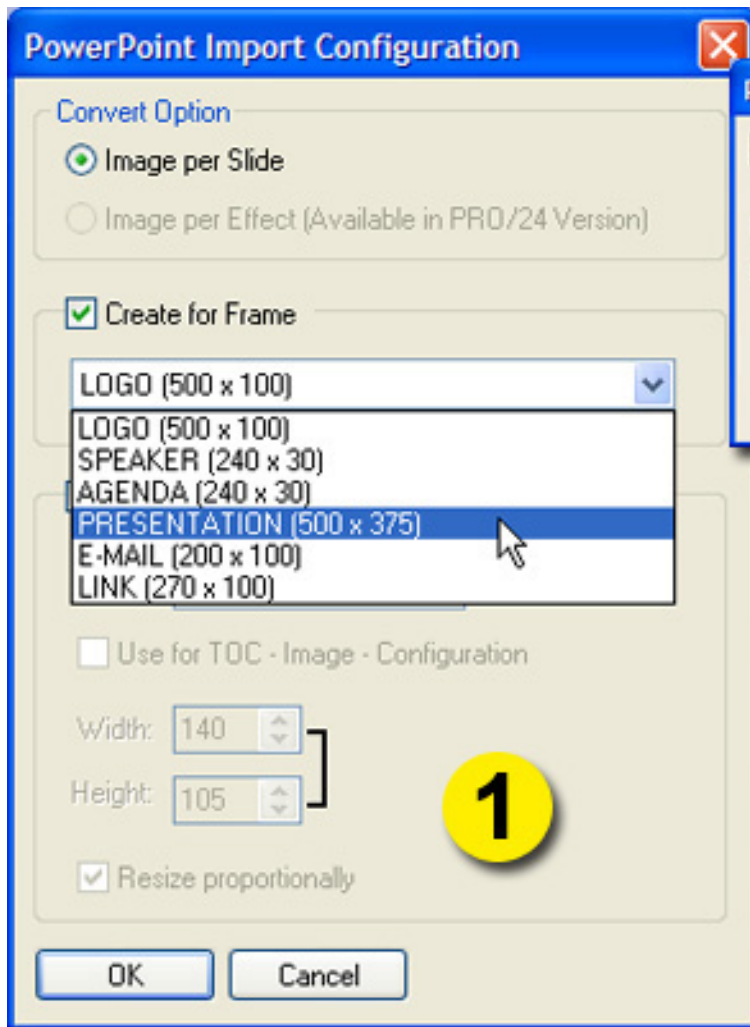 PowerPoint Import Configuration
Convert Option
Image per Slide
Image per Effect (Available in PRO/24 Version)
Create for Frame
LOGO (500 x 100)
LOGO (500 x 100)
SPEAKER (240 x 30)
AGENDA (240 x 30)
PRESENTATION (500 x 375)
E-MAIL (200 x 100)
LINK (270 x 100)
Use for TOC - Image - Configuration
Width: 140
Height: 105
1
Resize proportionally
OK Cancel